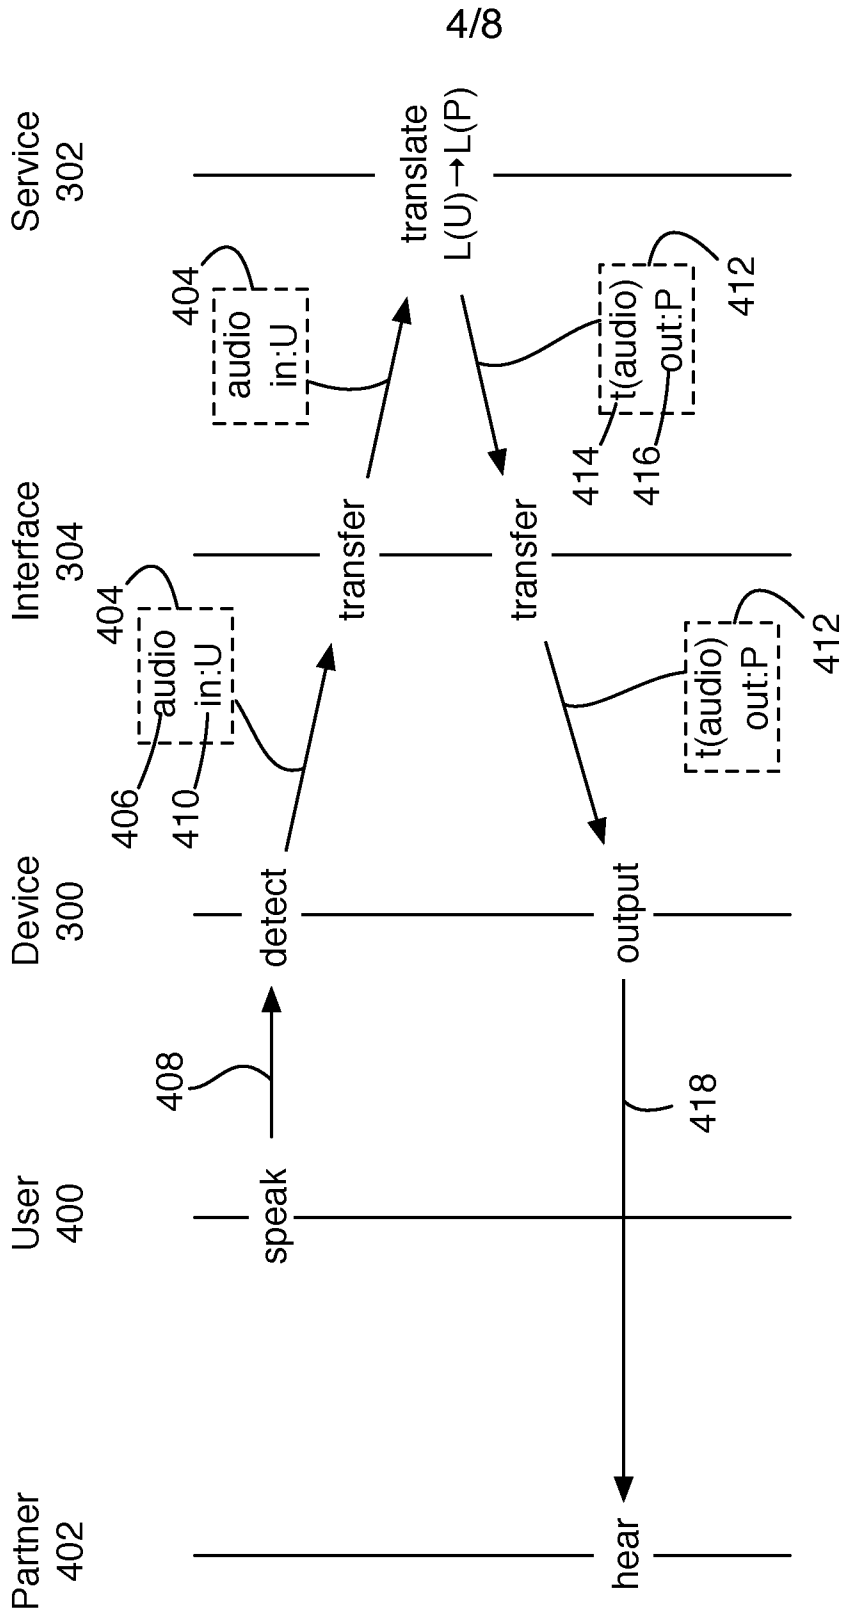 4/8
Partner
402
User
400
Device
300
Interface
304
Service
302
404
404
406
audio
410
in:U
audio
in:U
408
speak
detect
transfer
translate
L(U)→L(P)
transfer
414
t(audio)
416
out:P
412
hear
output
418
t(audio)
out:P
412